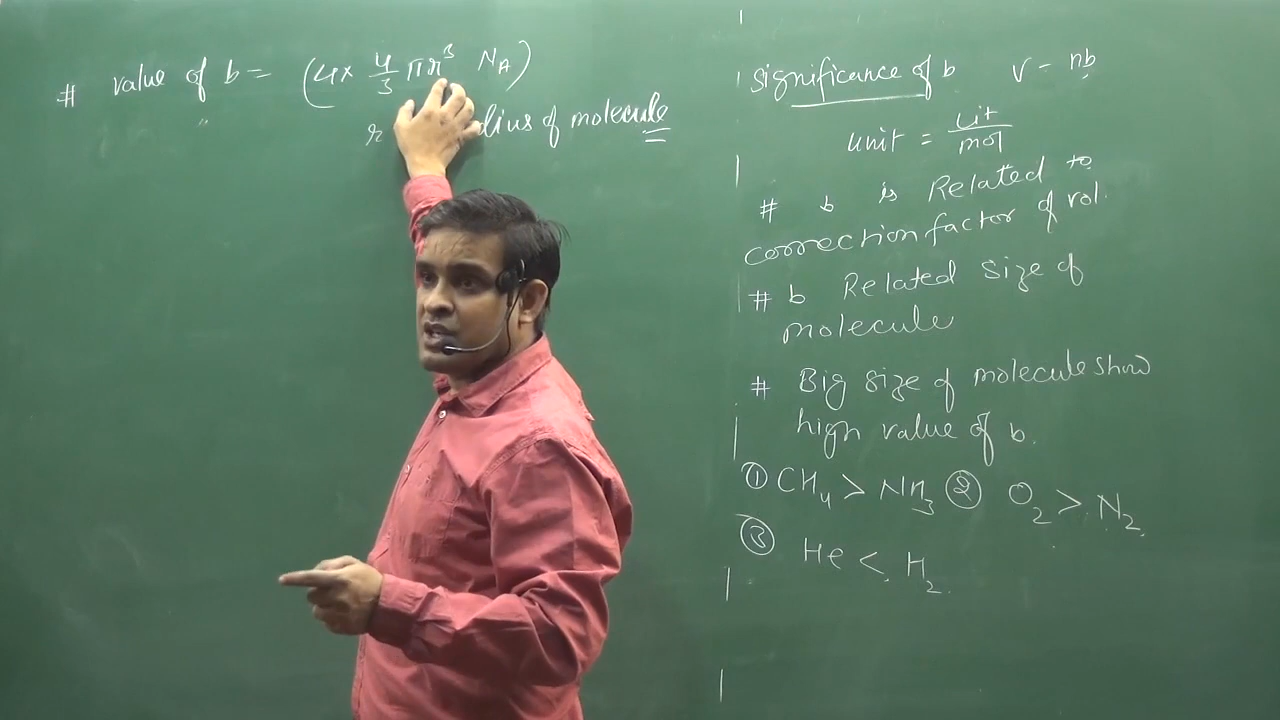 # value of b = (4 × 4/3 πr³ N_A)
r dius of molecule
significance of b V - nb
unit = Lit/mol
# b is Related to
correction factor of vol.
# b Related size of
molecule
# Big size of molecule show
high value of b.
① CH₄ > NH₃ ② O₂ > N₂
③ He < H₂